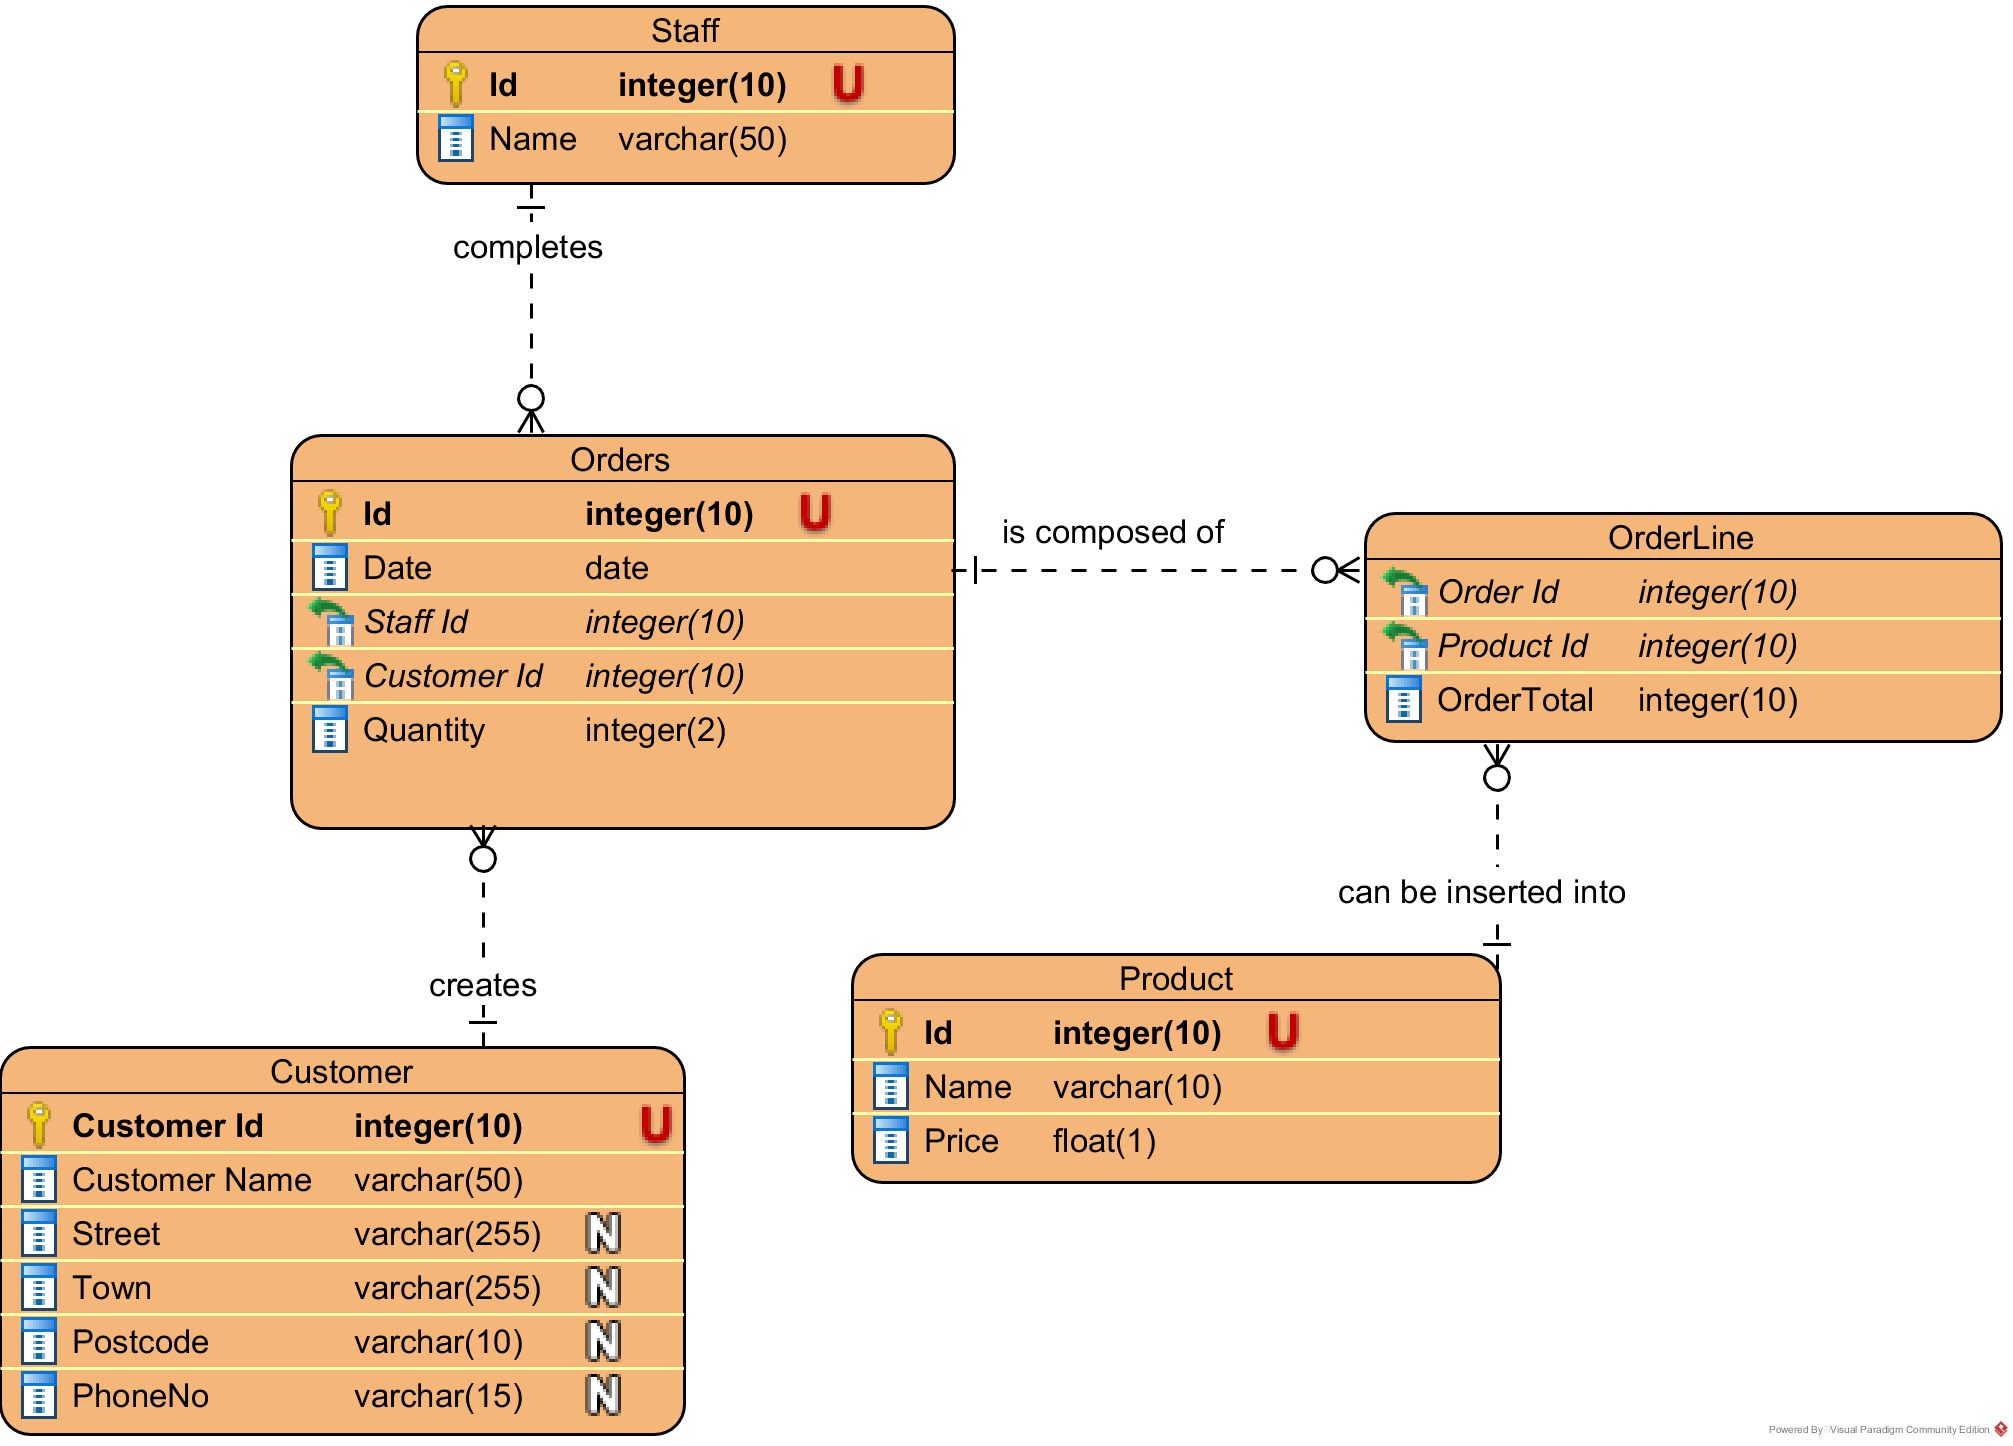 Staff
Id integer(10) U
Name varchar(50)
completes
Orders
Id integer(10) U
Date date
Staff Id integer(10)
Customer Id integer(10)
Quantity integer(2)
is composed of
OrderLine
Order Id integer(10)
Product Id integer(10)
OrderTotal integer(10)
can be inserted into
creates
Product
Id integer(10) U
Name varchar(10)
Price float(1)
Customer
Customer Id integer(10) U
Customer Name varchar(50)
Street varchar(255) N
Town varchar(255) N
Postcode varchar(10) N
PhoneNo varchar(15) N
Powered By Visual Paradigm Community Edition